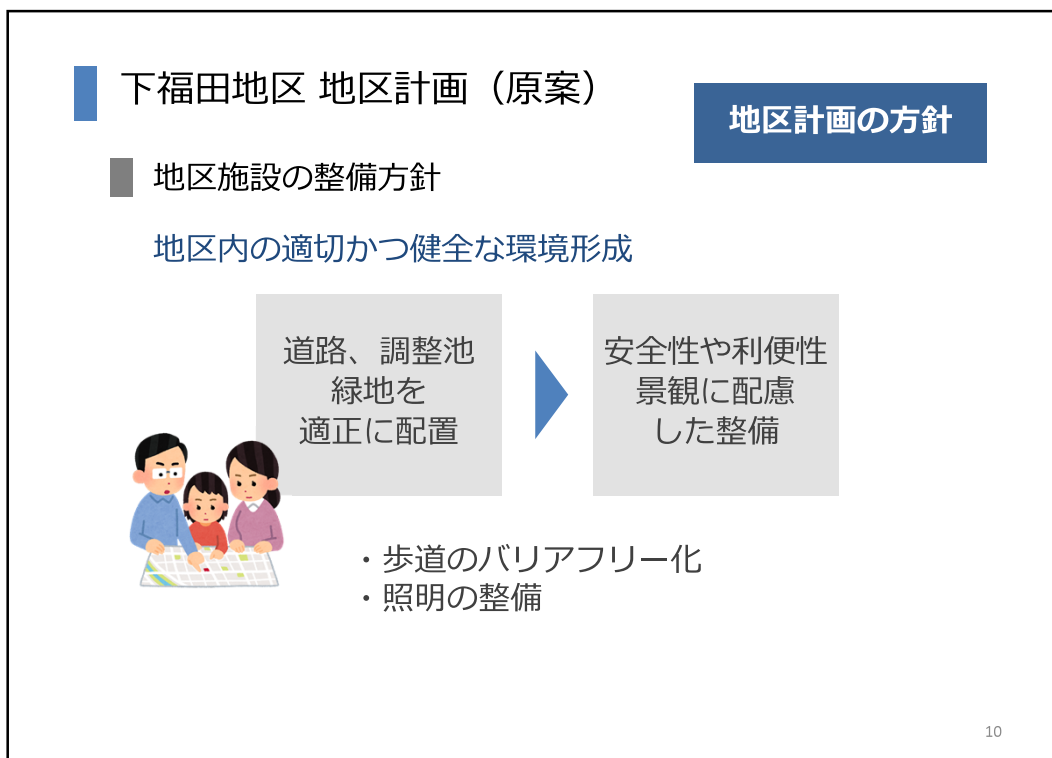 下福田地区 地区計画（原案）
地区計画の方針
地区施設の整備方針
地区内の適切かつ健全な環境形成
道路、調整池
緑地を
適正に配置
安全性や利便性
景観に配慮
した整備
・歩道のバリアフリー化
・照明の整備
10